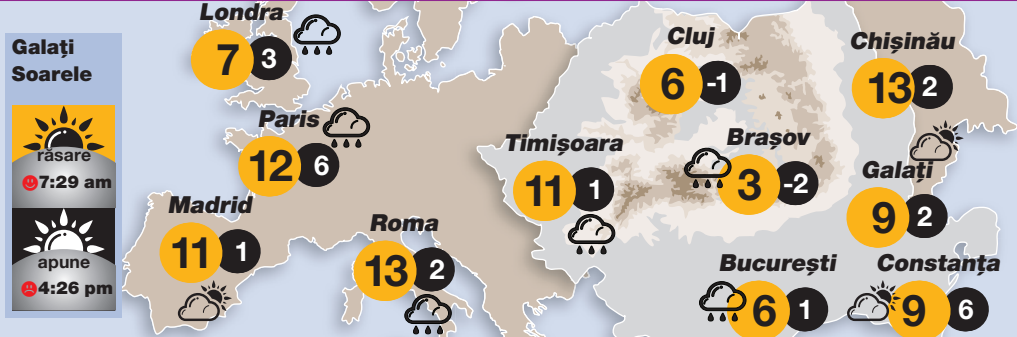 Galați
Soarele
răsare
7:29 am
apune
4:26 pm
Londra
7 3
Paris
12 6
Madrid
11 1
Roma
13 2
Timișoara
11 1
Cluj
6 -1
Brașov
3 -2
București
6 1
Chișinău
13 2
Galați
9 2
Constanța
9 6